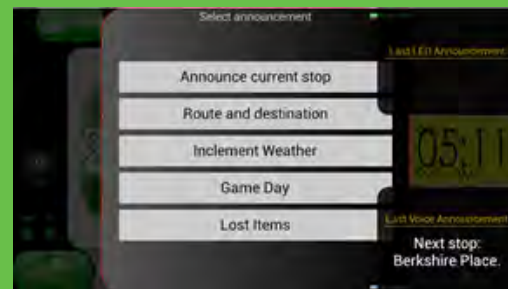 Select announcement
Announce current stop
Route and destination
Inclement Weather
Game Day
Lost Items
Last LED Announcement
05:11
Last Voice Announcement
Next stop:
Berkshire Place.